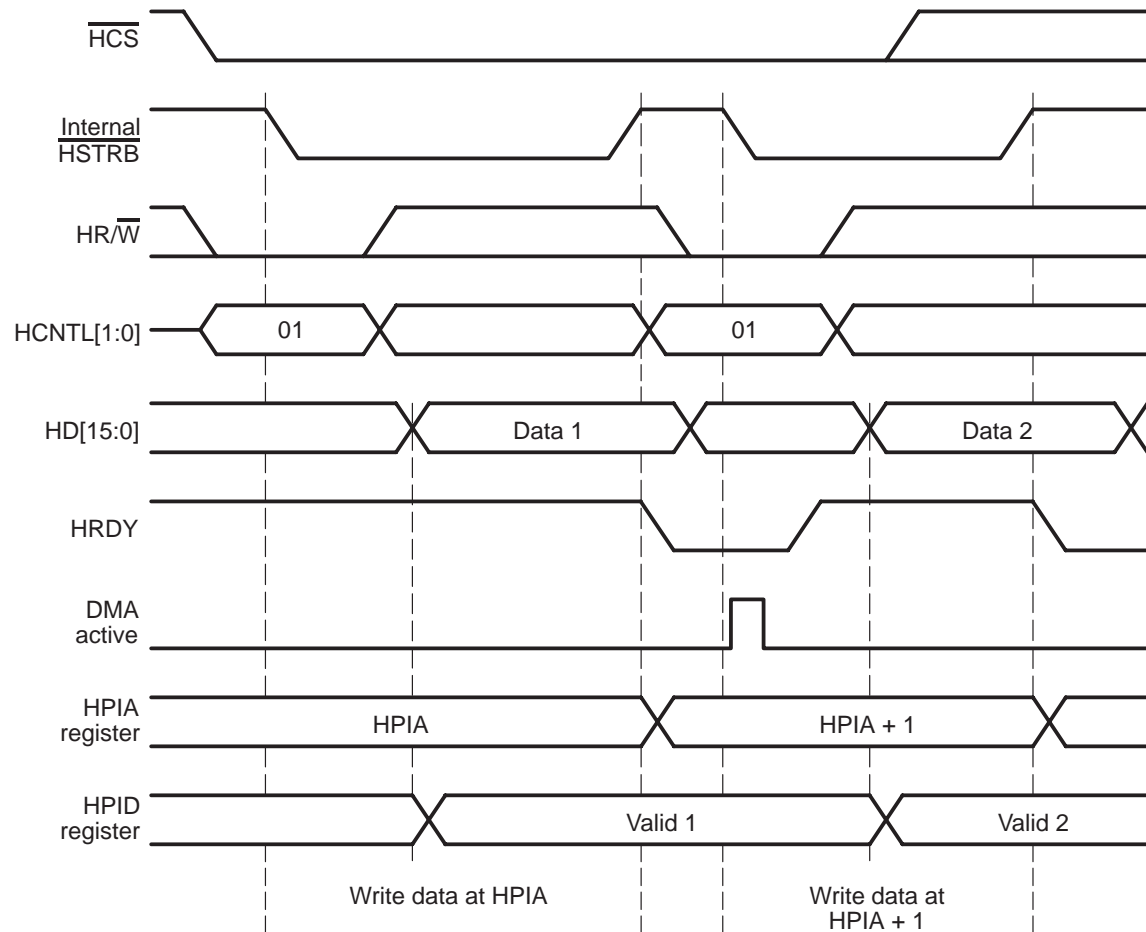 HCS
Internal
HSTRB
HR/W
HCNTL[1:0]
01
01
HD[15:0]
Data 1
Data 2
HRDY
DMA
active
HPIA
register
HPIA
HPIA + 1
HPID
register
Valid 1
Valid 2
Write data at HPIA
Write data at
HPIA + 1